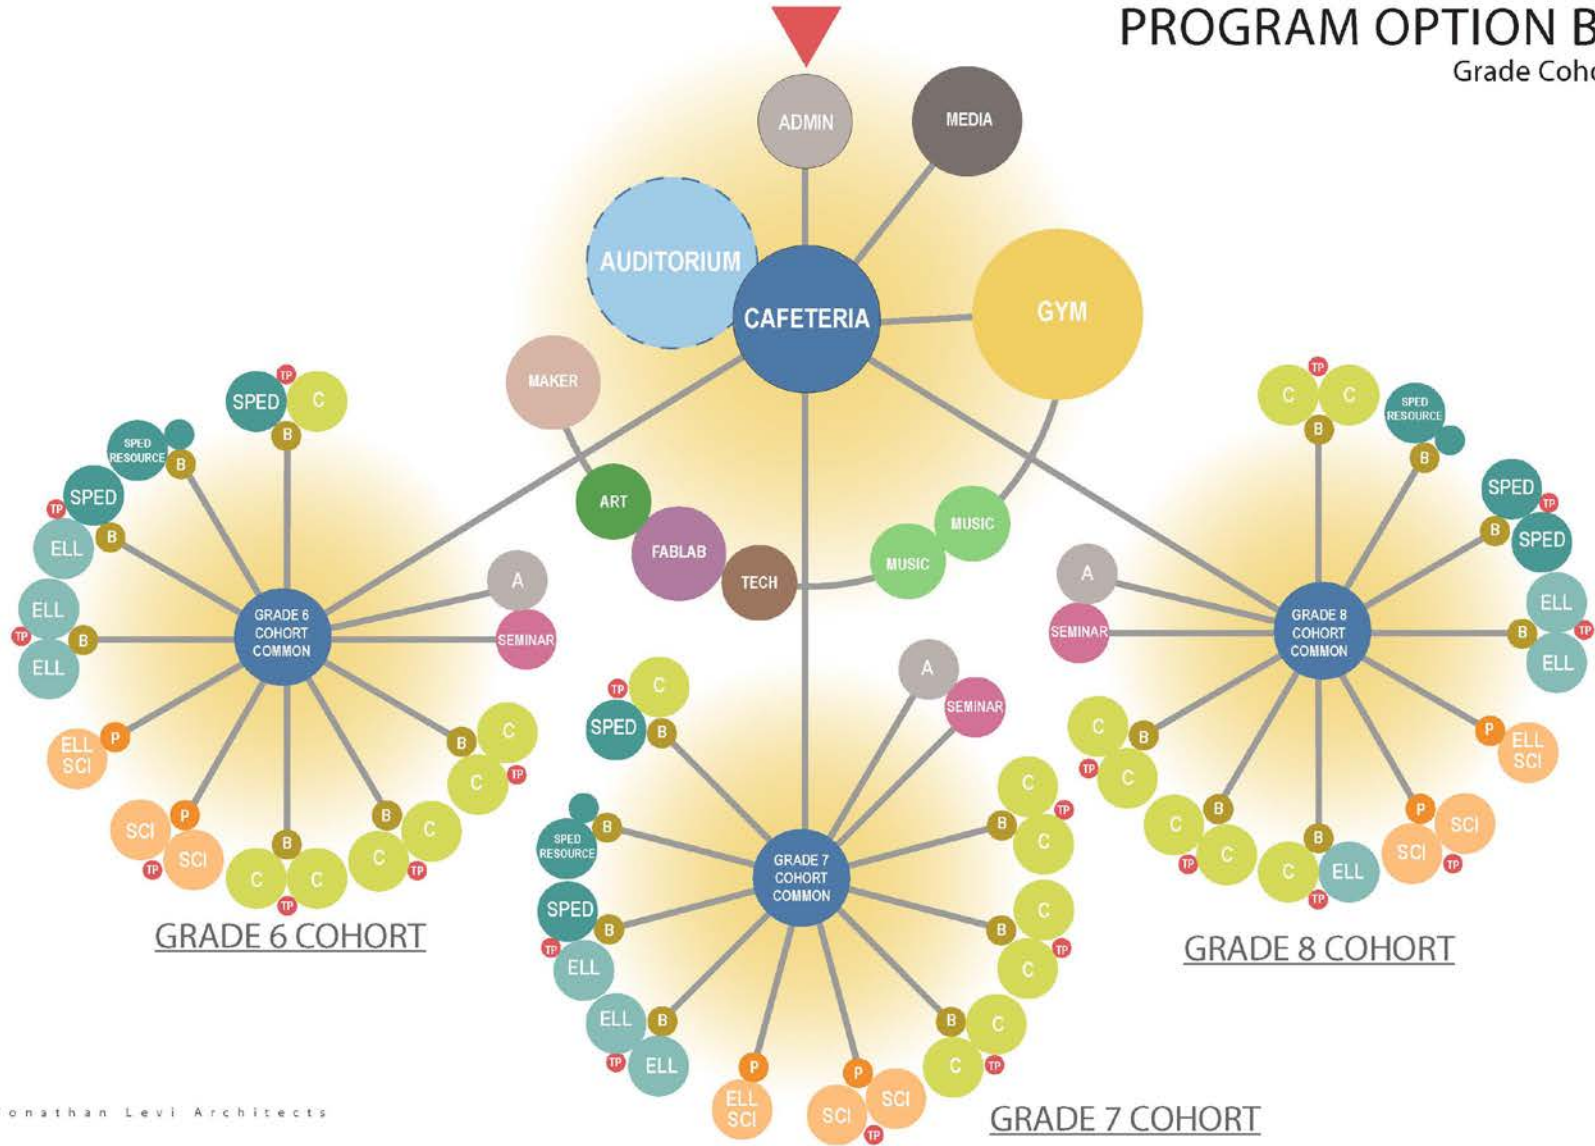 PROGRAM OPTION B
Grade Coho
ADMIN
MEDIA
AUDITORIUM
CAFETERIA
GYM
MAKER
ART
FABLAB
TECH
MUSIC
MUSIC
TP
SPED
C
B
SPED
RESOURCE
B
SPED
TP
B
ELL
ELL
TP
B
ELL
GRADE 6
COHORT
COMMON
A
SEMINAR
P
ELL
SCI
P
SCI
SCI
TP
B
C
C
TP
B
C
C
TP
B
C
C
TP
GRADE 6 COHORT
TP
C
SPED
B
A
SEMINAR
B
SPED
RESOURCE
SPED
B
TP
ELL
ELL
B
TP
ELL
GRADE 7
COHORT
COMMON
C
TP
B
C
C
B
TP
C
B
C
C
TP
P
ELL
SCI
P
SCI
SCI
TP
GRADE 7 COHORT
TP
C
C
B
SPED
RESOURCE
B
SPED
TP
B
SPED
ELL
B
TP
ELL
A
SEMINAR
GRADE 8
COHORT
COMMON
C
B
TP
C
B
C
C
TP
B
C
ELL
TP
P
SCI
SCI
TP
P
ELL
SCI
GRADE 8 COHORT
onathan Levi Architects